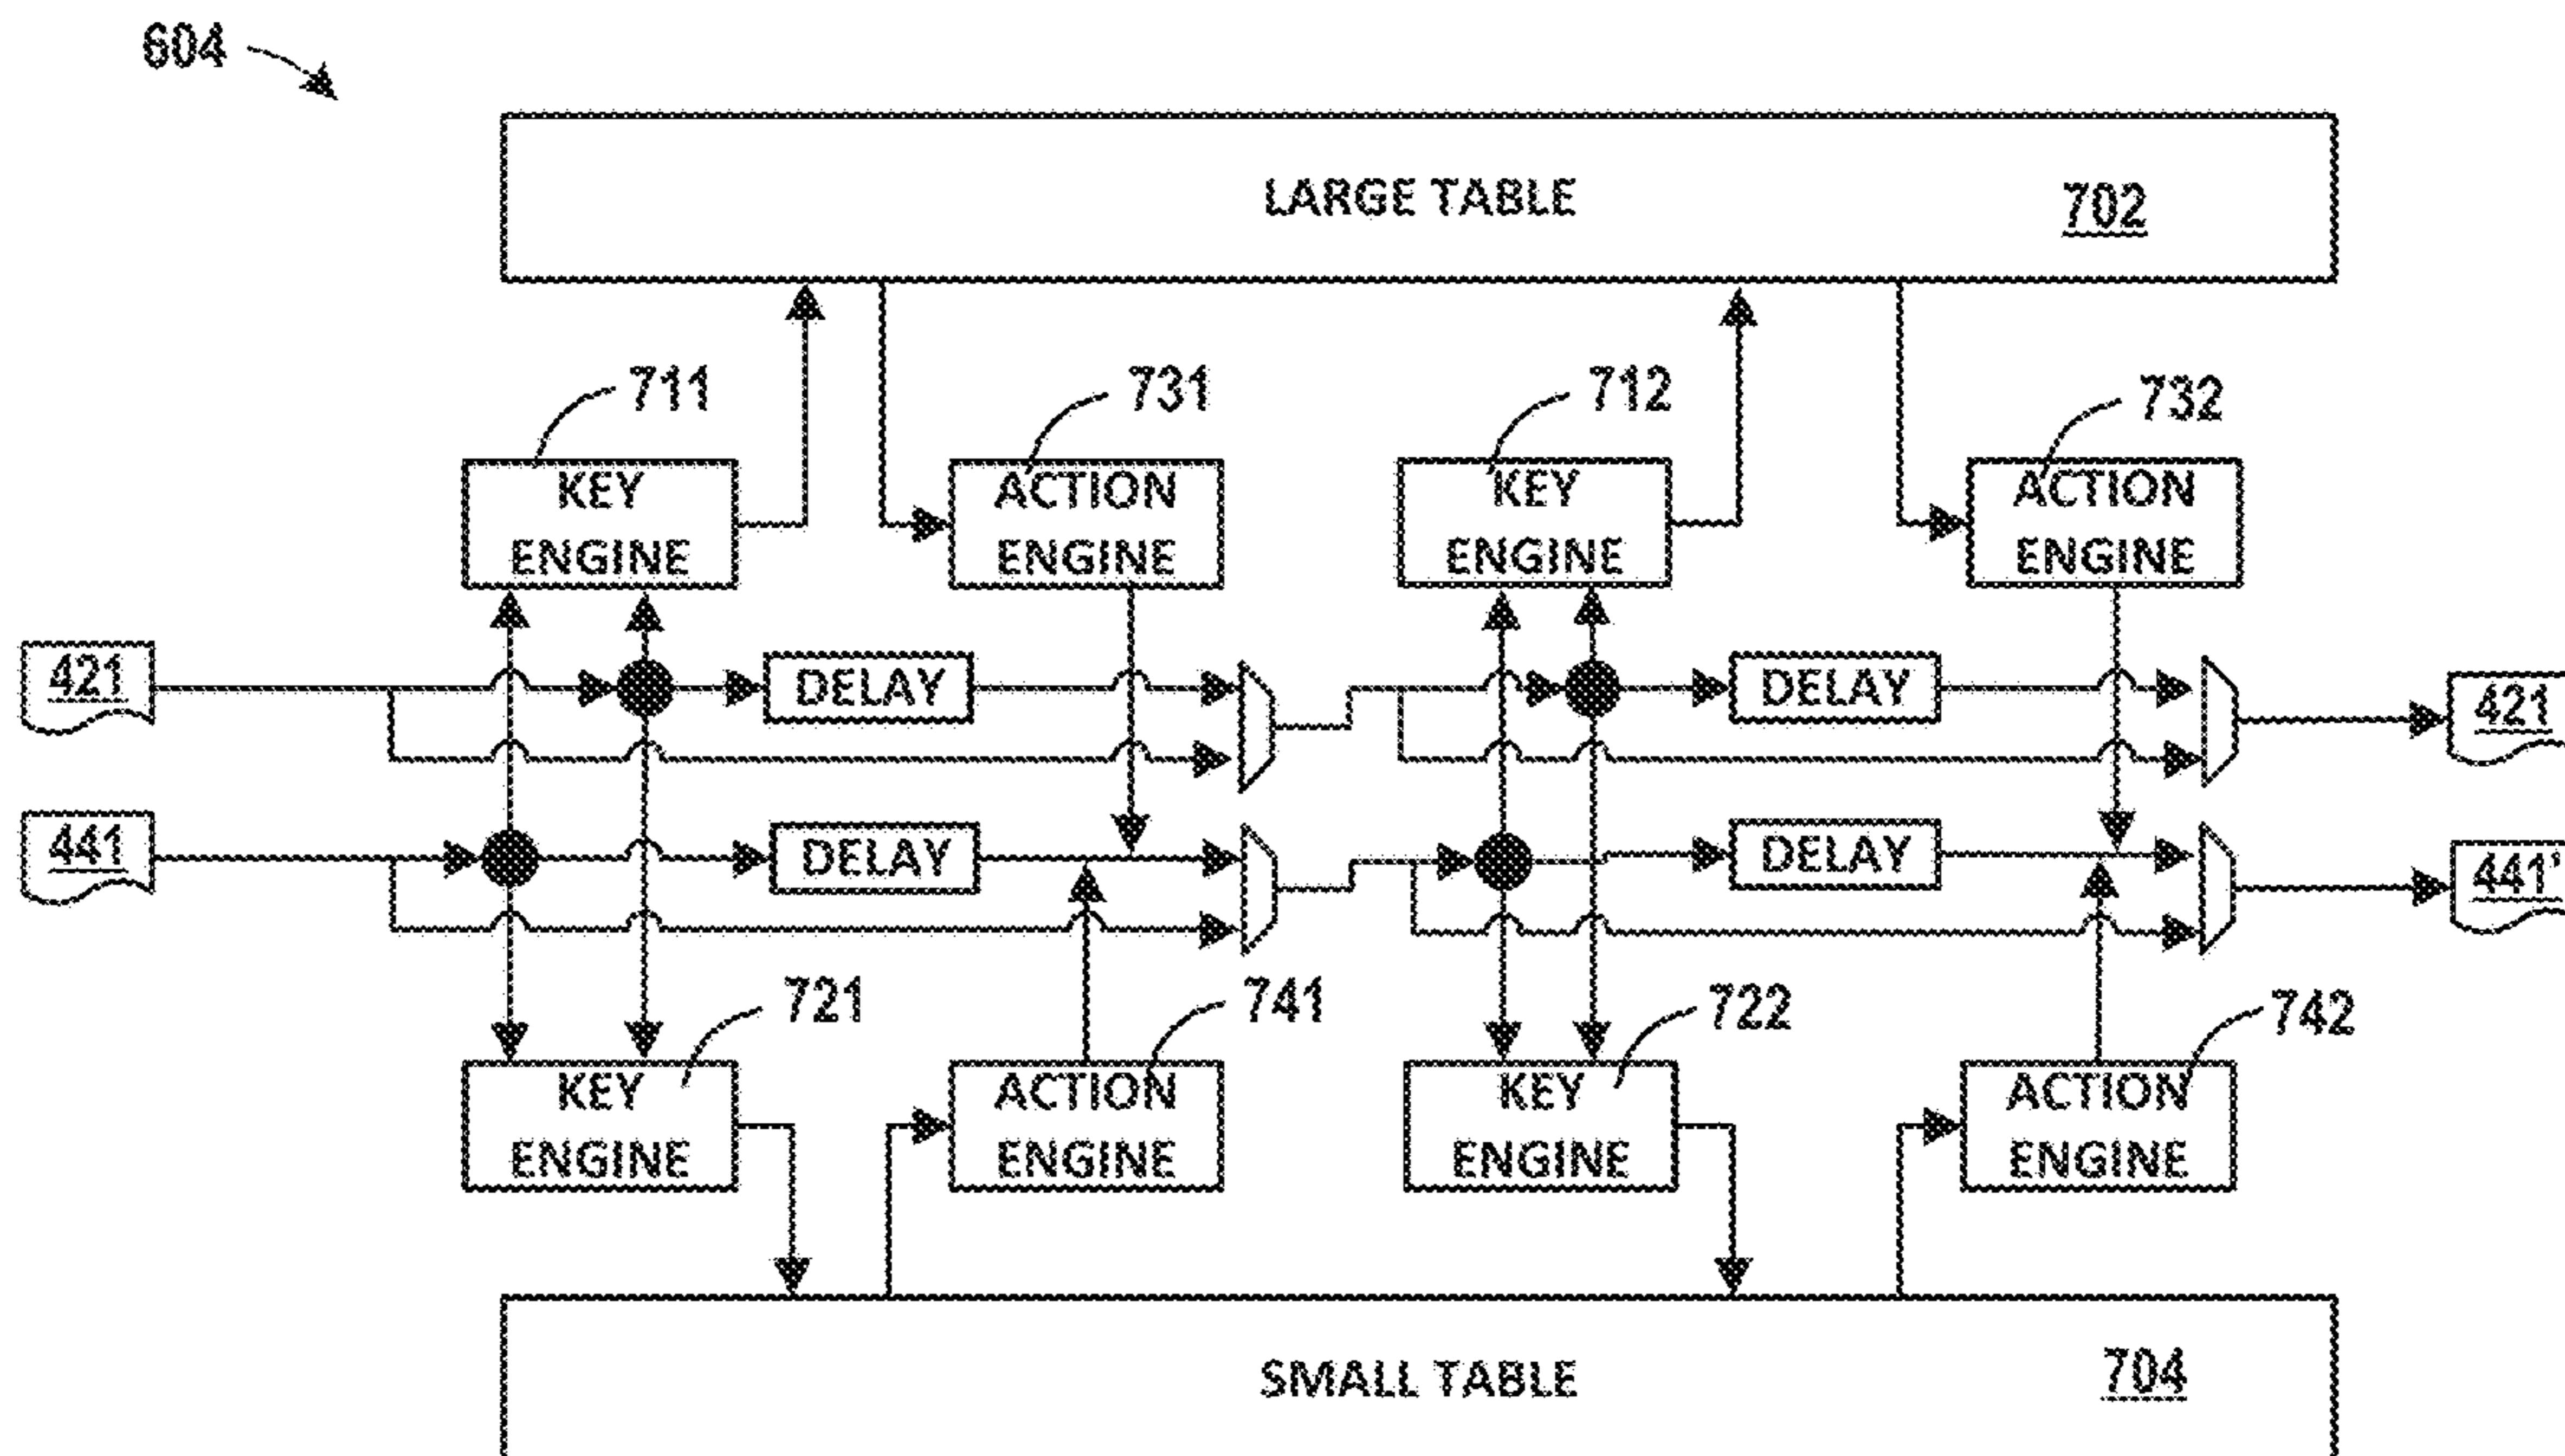 604
LARGE TABLE 702
711
731
712
732
KEY
ENGINE
ACTION
ENGINE
KEY
ENGINE
ACTION
ENGINE
421
DELAY
DELAY
421
441
DELAY
DELAY
441'
721
741
722
742
KEY
ENGINE
ACTION
ENGINE
KEY
ENGINE
ACTION
ENGINE
SMALL TABLE 704